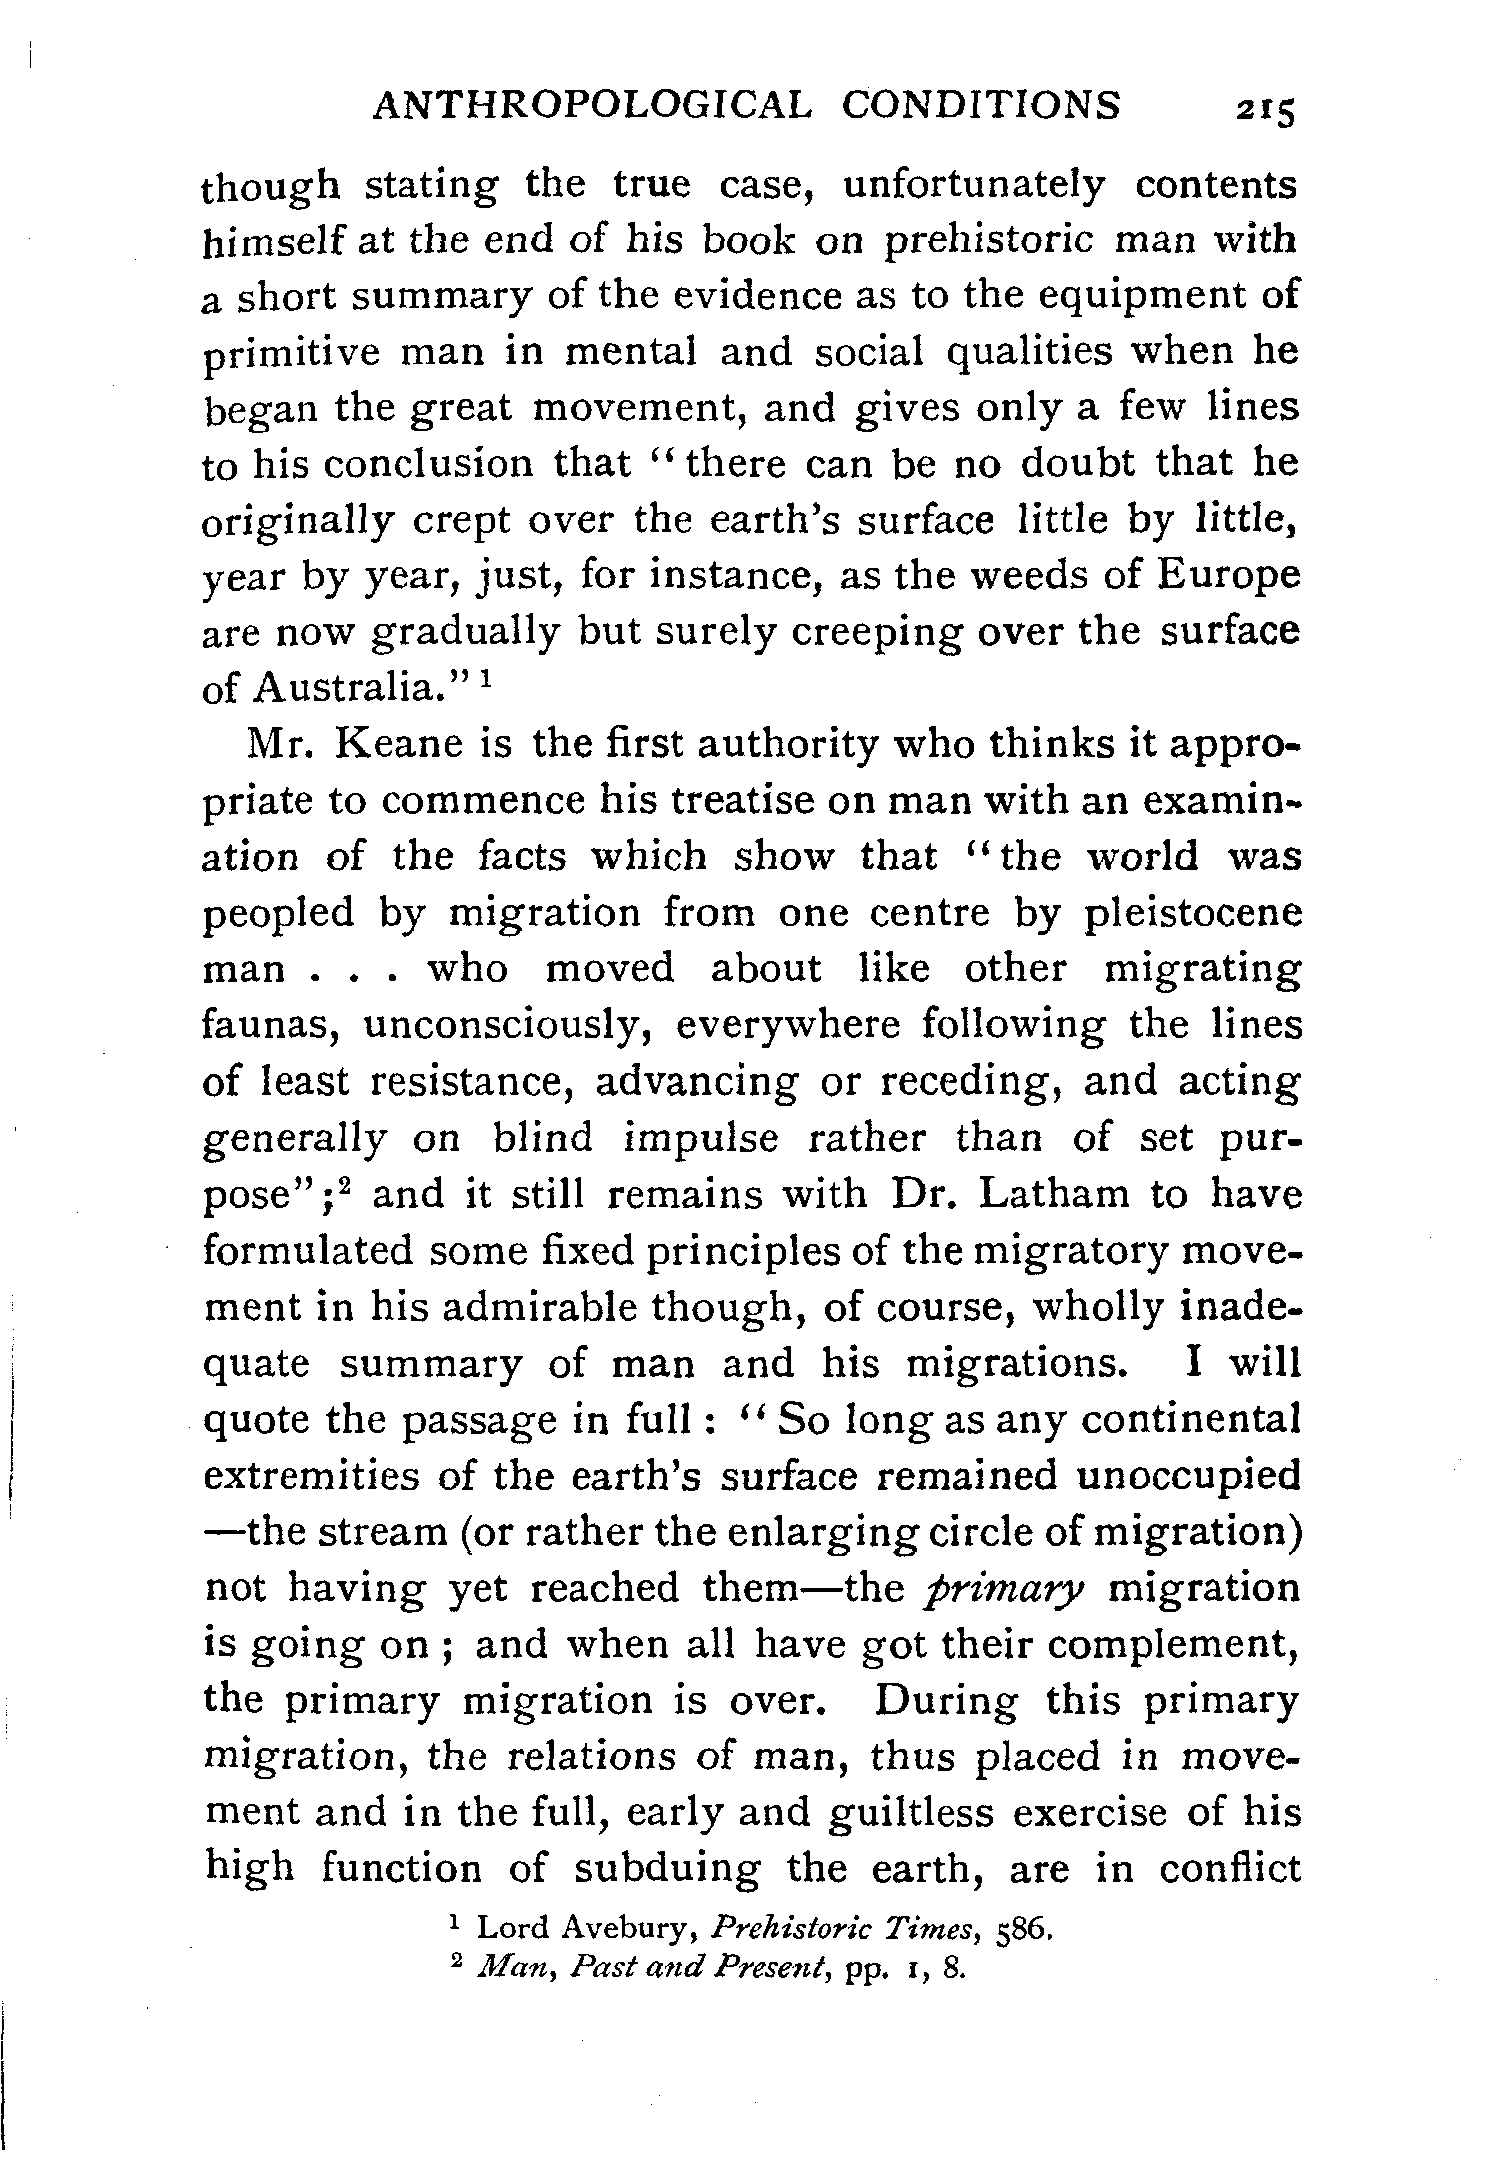 ANTHROPOLOGICAL CONDITIONS 215
though stating the true case, unfortunately contents
himself at the end of his book on prehistoric man with
a short summary of the evidence as to the equipment of
primitive man in mental and social qualities when he
began the great movement, and gives only a few lines
to his conclusion that “ there can be no doubt that he
originally crept over the earth’s surface little by little,
year by year, just, for instance, as the weeds of Europe
are now gradually but surely creeping over the surface
of Australia.” ¹
Mr. Keane is the first authority who thinks it appro-
priate to commence his treatise on man with an examin-
ation of the facts which show that “ the world was
peopled by migration from one centre by pleistocene
man . . . who moved about like other migrating
faunas, unconsciously, everywhere following the lines
of least resistance, advancing or receding, and acting
generally on blind impulse rather than of set pur-
pose” ;² and it still remains with Dr. Latham to have
formulated some fixed principles of the migratory move-
ment in his admirable though, of course, wholly inade-
quate summary of man and his migrations. I will
quote the passage in full : “ So long as any continental
extremities of the earth’s surface remained unoccupied
—the stream (or rather the enlarging circle of migration)
not having yet reached them—the primary migration
is going on ; and when all have got their complement,
the primary migration is over. During this primary
migration, the relations of man, thus placed in move-
ment and in the full, early and guiltless exercise of his
high function of subduing the earth, are in conflict
¹ Lord Avebury, Prehistoric Times, 586.
² Man, Past and Present, pp. 1, 8.